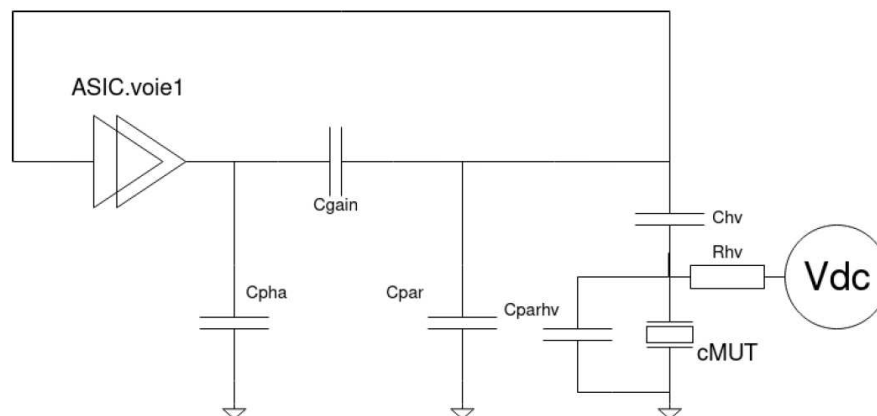 ASIC.voie1
Cgain
Chv
Rhv
Vdc
Cpha
Cpar
Cparhv
cMUT